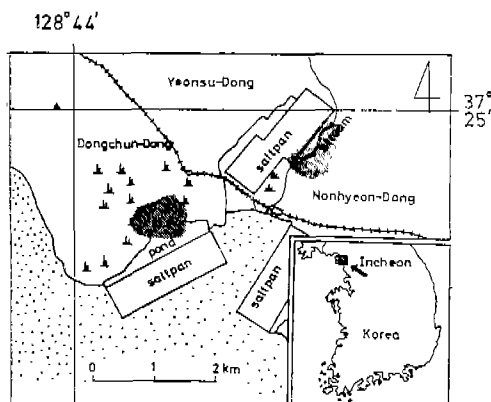 128°44′
37°
25′
Yeonsu-Dong
Dongchun-Dong
saltpan
stream
Nonhyeon-Dong
pond
saltpan
saltpan
Incheon
Korea
0 1 2 km